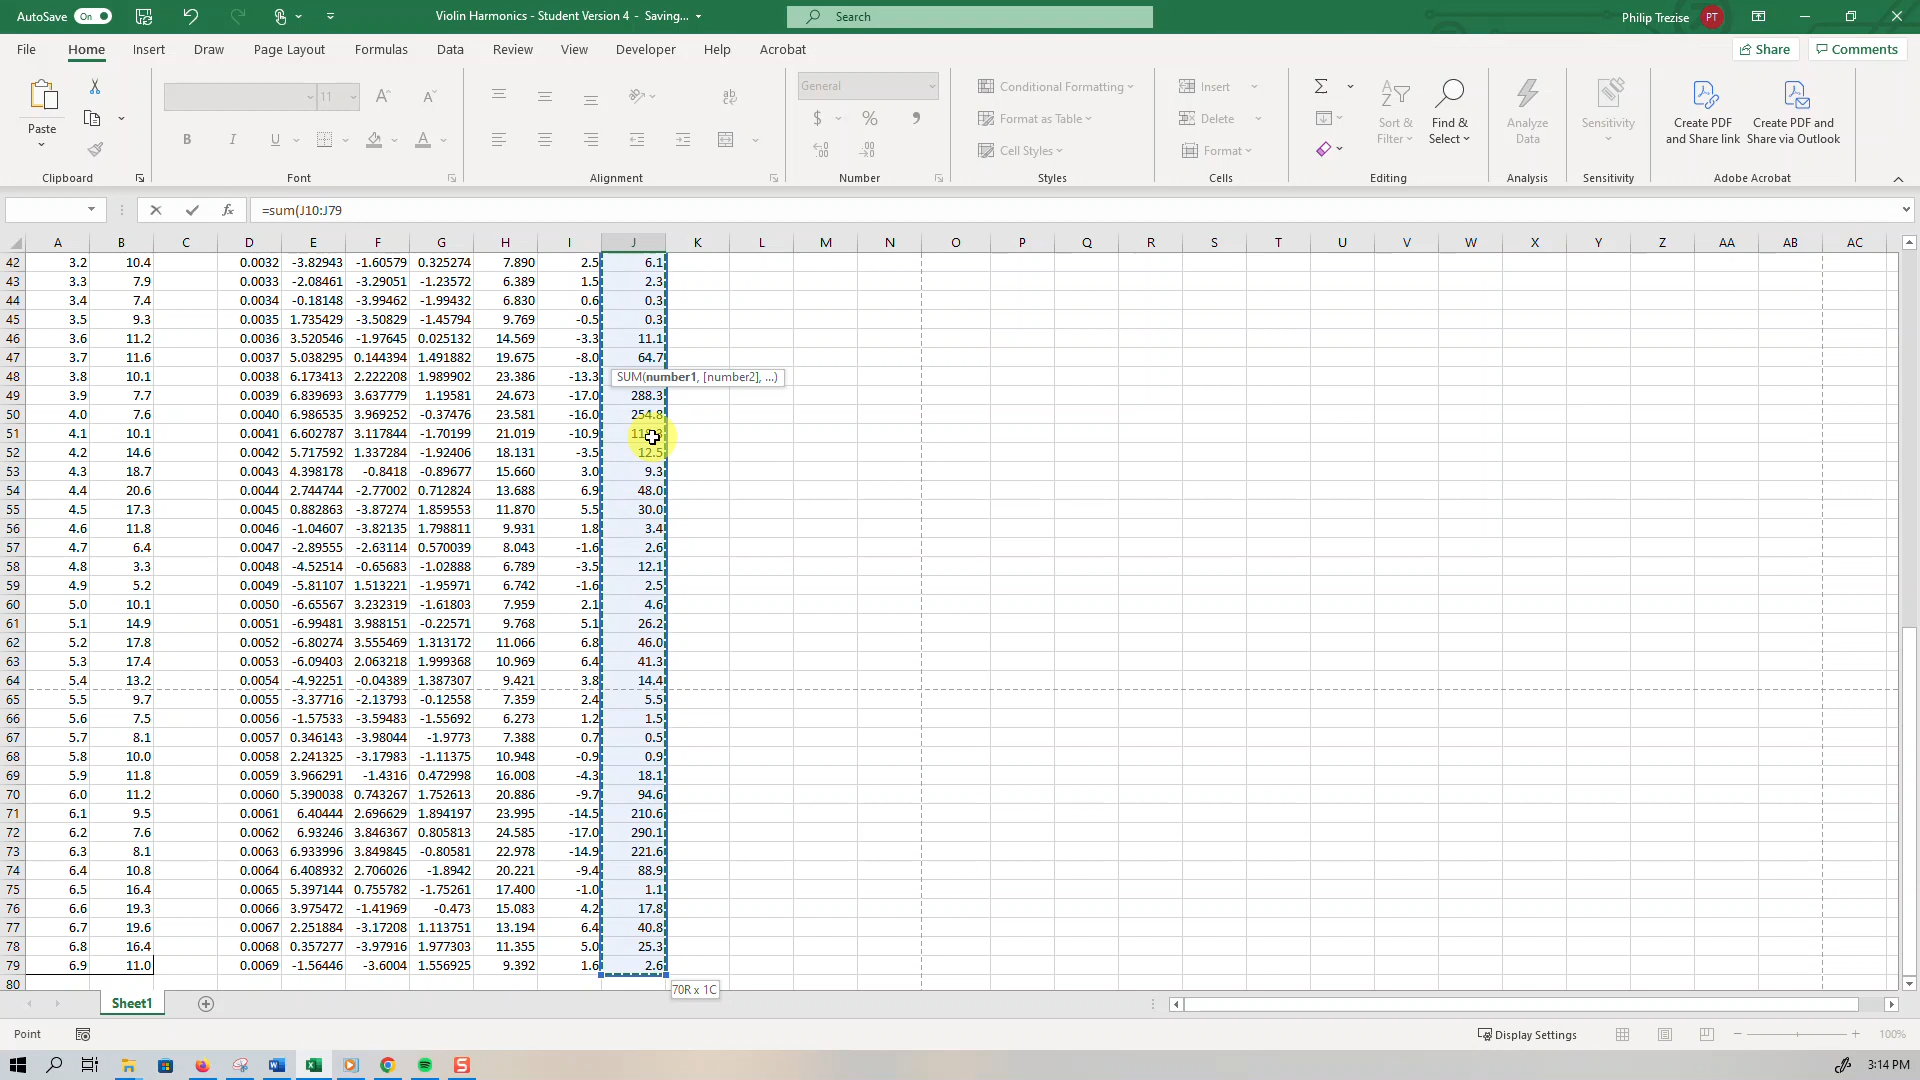 AutoSave On Violin Harmonics - Student Version 4 - Saving... Search Philip Trezise PT
File Home Insert Draw Page Layout Formulas Data Review View Developer Help Acrobat Share Comments
Paste
Clipboard
11
B I U A A A
Font
ab
Alignment
General
$ % 9
Number
Conditional Formatting
Format as Table
Cell Styles
Styles
Insert
Delete
Format
Cells
Σ
Sort & Filter
Find & Select
Editing
Analyze Data
Analysis
Sensitivity
Sensitivity
Create PDF and Share link
Create PDF and Share via Outlook
Adobe Acrobat
fx =sum(J10:J79
A B C D E F G H I J K L M N O P Q R S T U V W X Y Z AA AB AC
42 3.2 10.4 0.0032 -3.82943 -1.60579 0.325274 7.890 2.5 6.1
43 3.3 7.9 0.0033 -2.08461 -3.29051 -1.23572 6.389 1.5 2.3
44 3.4 7.4 0.0034 -0.18148 -3.99462 -1.99432 6.830 0.6 0.3
45 3.5 9.3 0.0035 1.735429 -3.50829 -1.45794 9.769 -0.5 0.3
46 3.6 11.2 0.0036 3.520546 -1.97645 0.025132 14.569 -3.3 11.1
47 3.7 11.6 0.0037 5.038295 0.144394 1.491882 19.675 -8.0 64.7
48 3.8 10.1 0.0038 6.173413 2.222208 1.989902 23.386 -13.3 SUM(number1, [number2], ...)
49 3.9 7.7 0.0039 6.839693 3.637779 1.19581 24.673 -17.0 288.3
50 4.0 7.6 0.0040 6.986535 3.969252 -0.37476 23.581 -16.0 254.8
51 4.1 10.1 0.0041 6.602787 3.117844 -1.70199 21.019 -10.9
52 4.2 14.6 0.0042 5.717592 1.337284 -1.92406 18.131 -3.5 12.5
53 4.3 18.7 0.0043 4.398178 -0.8418 -0.89677 15.660 3.0 9.3
54 4.4 20.6 0.0044 2.744744 -2.77002 0.712824 13.688 6.9 48.0
55 4.5 17.3 0.0045 0.882863 -3.87274 1.859553 11.870 5.5 30.0
56 4.6 11.8 0.0046 -1.04607 -3.82135 1.798811 9.931 1.8 3.4
57 4.7 6.4 0.0047 -2.89555 -2.63114 0.570039 8.043 -1.6 2.6
58 4.8 3.3 0.0048 -4.52514 -0.65683 -1.02888 6.789 -3.5 12.1
59 4.9 5.2 0.0049 -5.81107 1.513221 -1.95971 6.742 -1.6 2.5
60 5.0 10.1 0.0050 -6.65567 3.232319 -1.61803 7.959 2.1 4.6
61 5.1 14.9 0.0051 -6.99481 3.988151 -0.22571 9.768 5.1 26.2
62 5.2 17.8 0.0052 -6.80274 3.555469 1.313172 11.066 6.8 46.0
63 5.3 17.4 0.0053 -6.09403 2.063218 1.999368 10.969 6.4 41.3
64 5.4 13.2 0.0054 -4.92251 -0.04389 1.387307 9.421 3.8 14.4
65 5.5 9.7 0.0055 -3.37716 -2.13793 -0.12558 7.359 2.4 5.5
66 5.6 7.5 0.0056 -1.57533 -3.59483 -1.55692 6.273 1.2 1.5
67 5.7 8.1 0.0057 0.346143 -3.98044 -1.9773 7.388 0.7 0.5
68 5.8 10.0 0.0058 2.241325 -3.17983 -1.11375 10.948 -0.9 0.9
69 5.9 11.8 0.0059 3.966291 -1.4316 0.472998 16.008 -4.3 18.1
70 6.0 11.2 0.0060 5.390038 0.743267 1.752613 20.886 -9.7 94.6
71 6.1 9.5 0.0061 6.40444 2.696629 1.894197 23.995 -14.5 210.6
72 6.2 7.6 0.0062 6.93246 3.846367 0.805813 24.585 -17.0 290.1
73 6.3 8.1 0.0063 6.933996 3.849845 -0.80581 22.978 -14.9 221.6
74 6.4 10.8 0.0064 6.408932 2.706026 -1.8942 20.221 -9.4 88.9
75 6.5 16.4 0.0065 5.397144 0.755782 -1.75261 17.400 -1.0 1.1
76 6.6 19.3 0.0066 3.975472 -1.41969 -0.473 15.083 4.2 17.8
77 6.7 19.6 0.0067 2.251884 -3.17208 1.113751 13.194 6.4 40.8
78 6.8 16.4 0.0068 0.357277 -3.97916 1.977303 11.355 5.0 25.3
79 6.9 11.0 0.0069 -1.56446 -3.6004 1.556925 9.392 1.6 2.6
80
70R x 1C
Sheet1
Point Display Settings 100%
3:14 PM